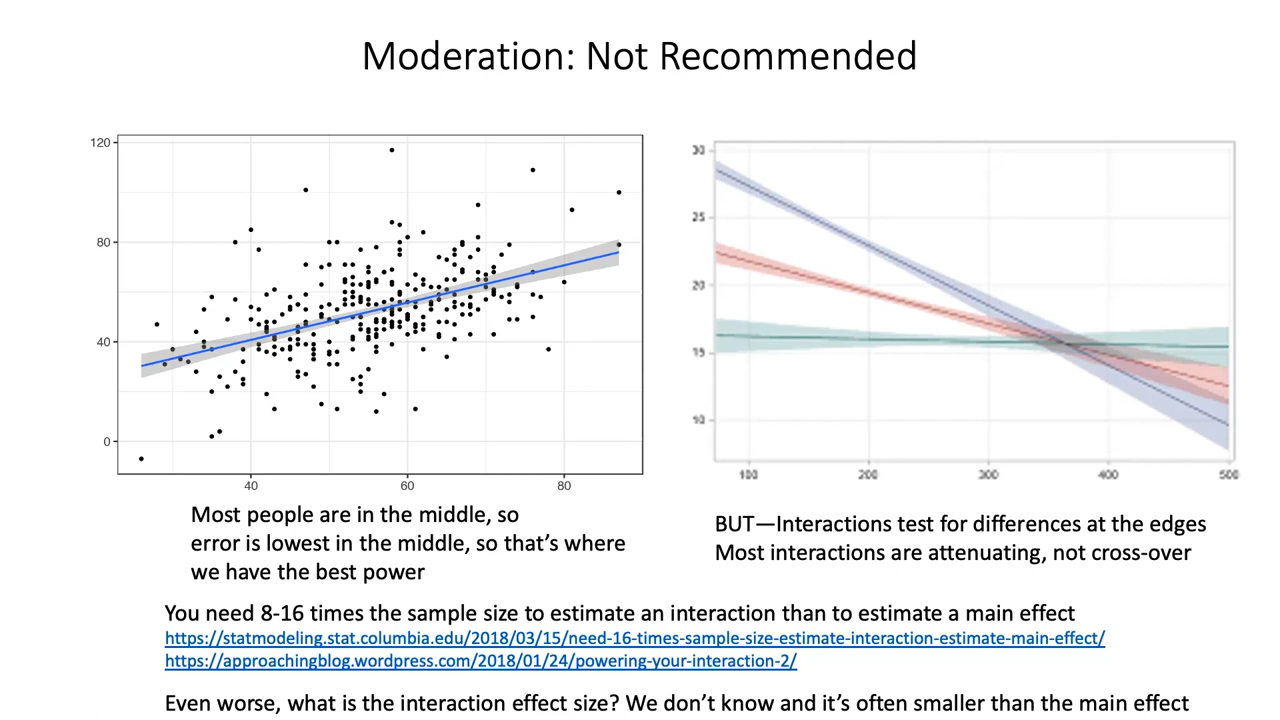 Moderation: Not Recommended
120
80
40
0
40 60 80
30
25
20
15
10
100 200 300 400 500
Most people are in the middle, so
error is lowest in the middle, so that’s where
we have the best power
BUT—Interactions test for differences at the edges
Most interactions are attenuating, not cross-over
You need 8-16 times the sample size to estimate an interaction than to estimate a main effect
https://statmodeling.stat.columbia.edu/2018/03/15/need-16-times-sample-size-estimate-interaction-estimate-main-effect/
https://approachingblog.wordpress.com/2018/01/24/powering-your-interaction-2/
Even worse, what is the interaction effect size? We don’t know and it’s often smaller than the main effect